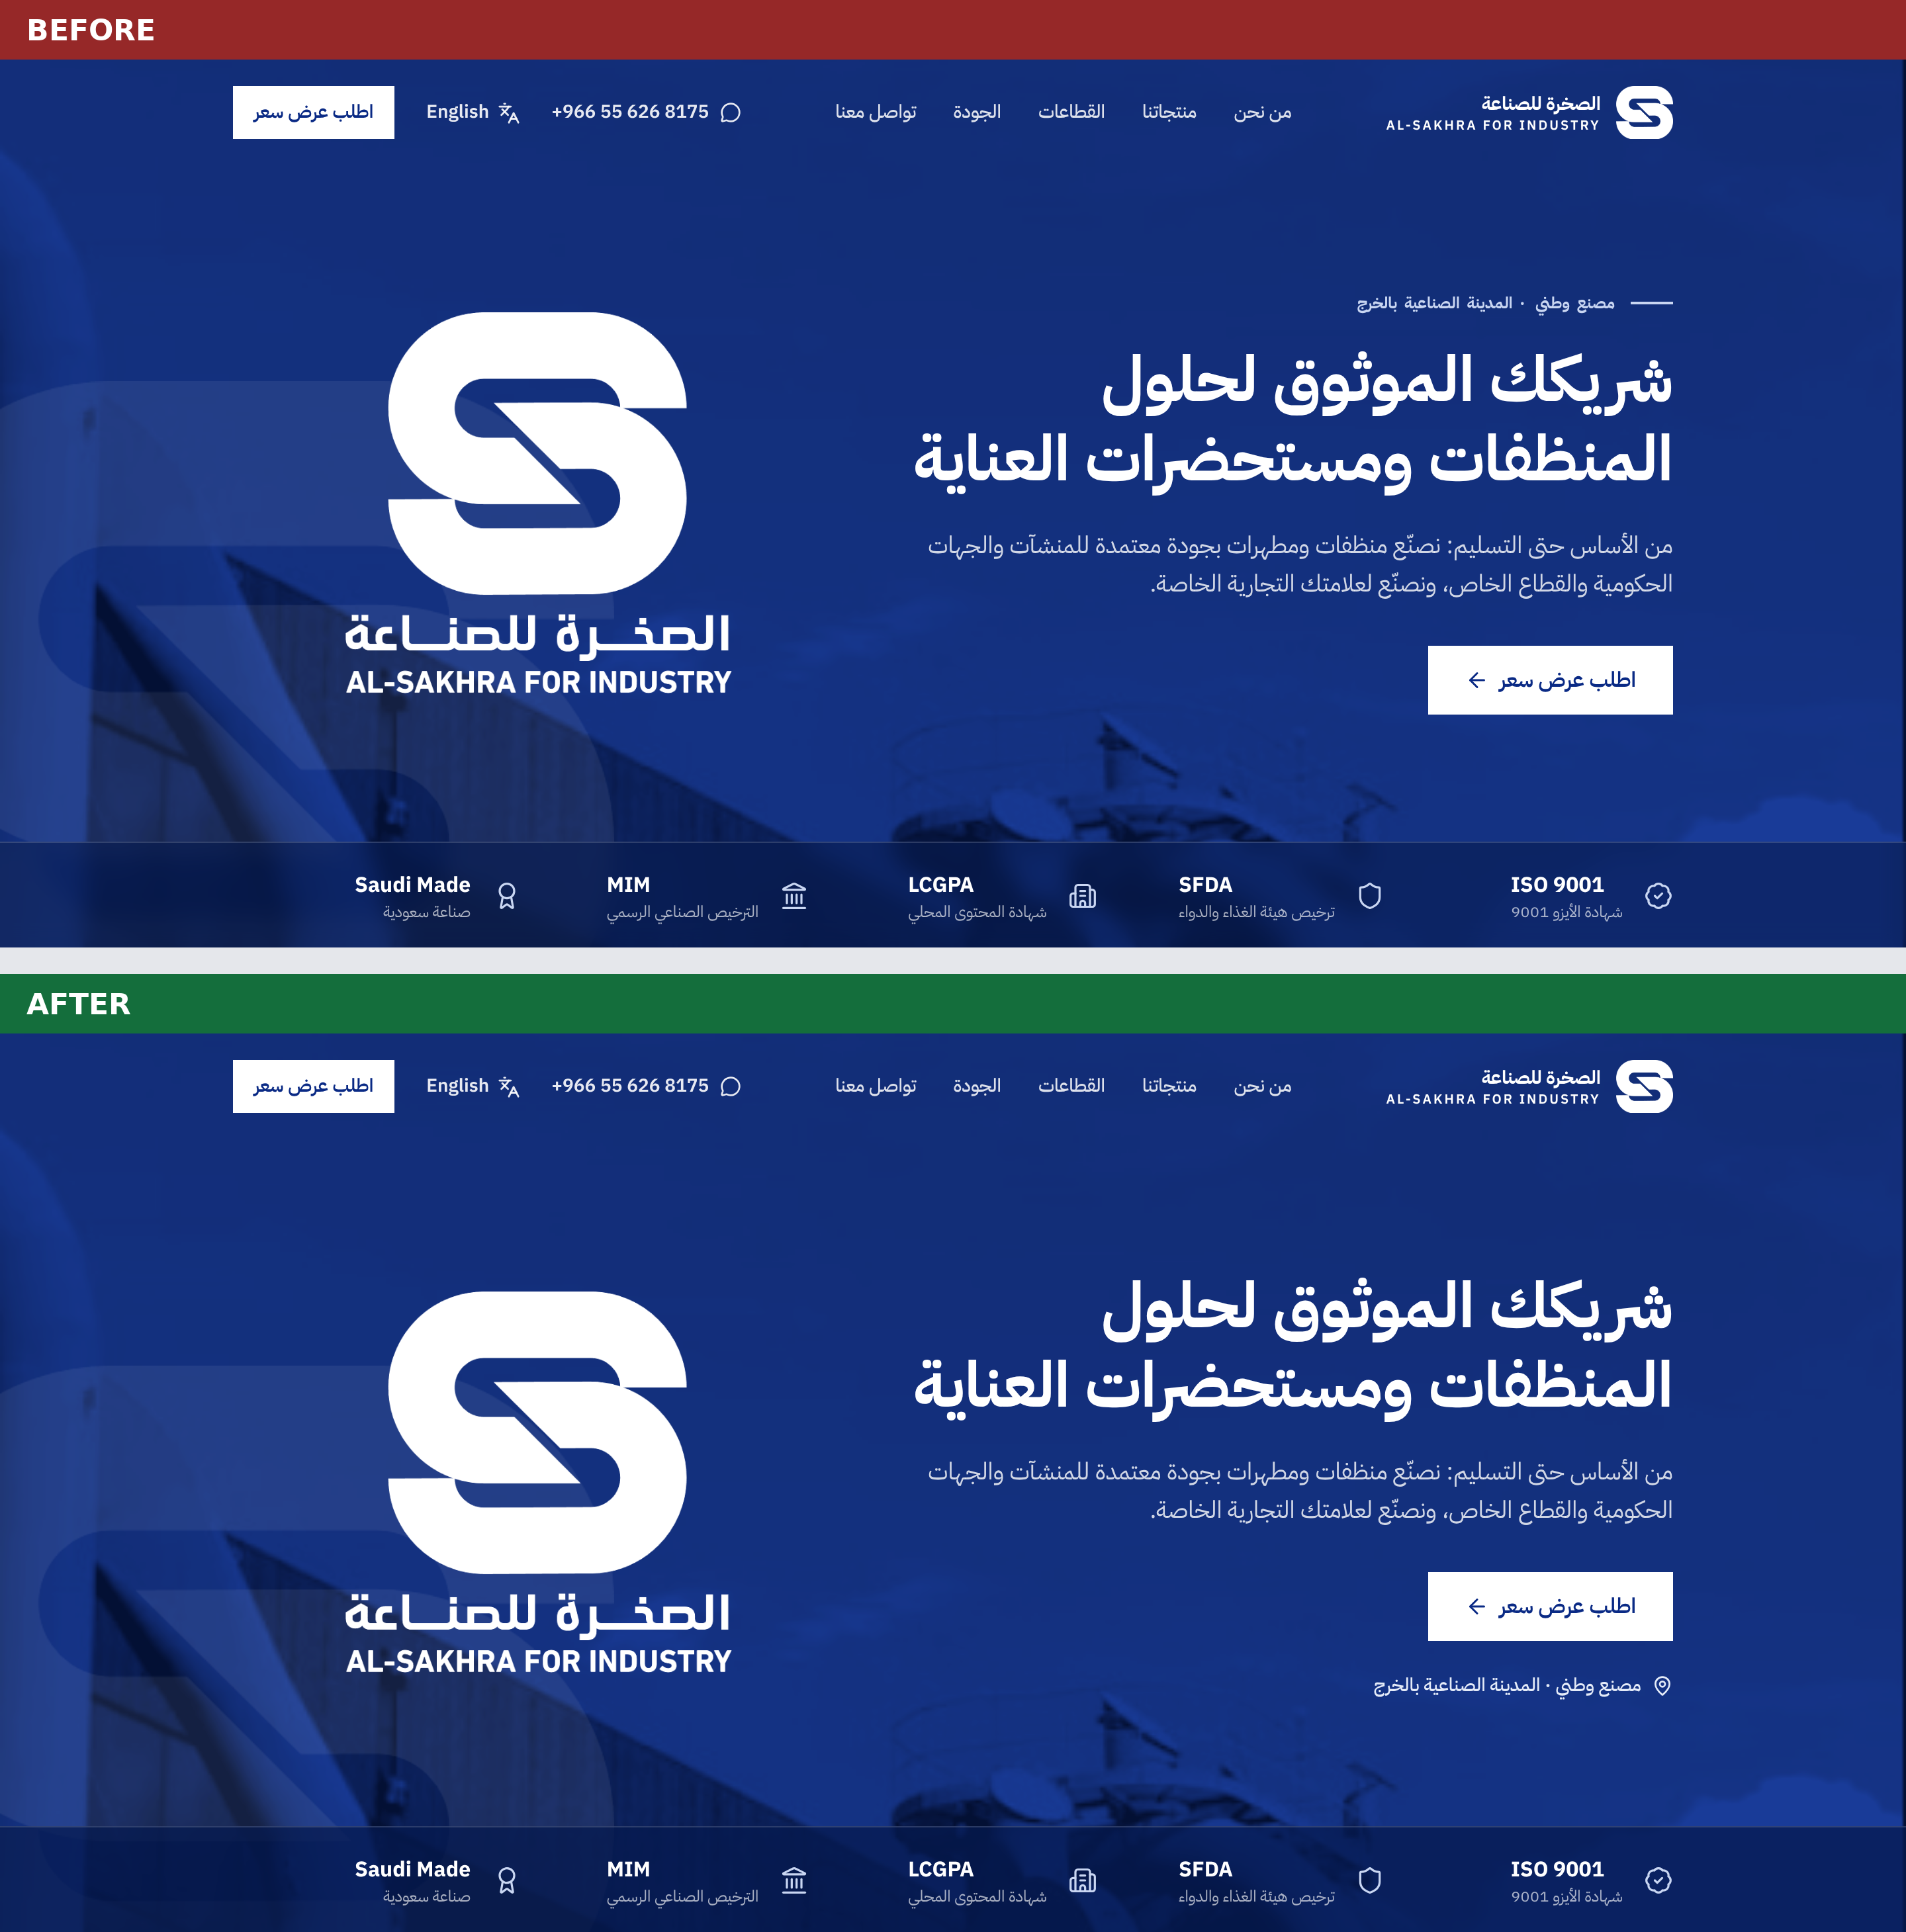 BEFORE
الصخرة للصناعة
AL-SAKHRA FOR INDUSTRY
من نحن
منتجاتنا
القطاعات
الجودة
تواصل معنا
+966 55 626 8175
English
اطلب عرض سعر
مصنع وطني · المدينة الصناعية بالخرج
شريكك الموثوق لحلول
المنظفات ومستحضرات العناية
من الأساس حتى التسليم: نصنّع منظفات ومطهرات بجودة معتمدة للمنشآت والجهات
الحكومية والقطاع الخاص، ونصنّع لعلامتك التجارية الخاصة.
اطلب عرض سعر ←
الصخـــرة للصنـــاعة
AL-SAKHRA FOR INDUSTRY
ISO 9001
شهادة الأيزو 9001
SFDA
ترخيص هيئة الغذاء والدواء
LCGPA
شهادة المحتوى المحلي
MIM
الترخيص الصناعي الرسمي
Saudi Made
صناعة سعودية
AFTER
الصخرة للصناعة
AL-SAKHRA FOR INDUSTRY
من نحن
منتجاتنا
القطاعات
الجودة
تواصل معنا
+966 55 626 8175
English
اطلب عرض سعر
شريكك الموثوق لحلول
المنظفات ومستحضرات العناية
من الأساس حتى التسليم: نصنّع منظفات ومطهرات بجودة معتمدة للمنشآت والجهات
الحكومية والقطاع الخاص، ونصنّع لعلامتك التجارية الخاصة.
اطلب عرض سعر ←
مصنع وطني · المدينة الصناعية بالخرج
الصخـــرة للصنـــاعة
AL-SAKHRA FOR INDUSTRY
ISO 9001
شهادة الأيزو 9001
SFDA
ترخيص هيئة الغذاء والدواء
LCGPA
شهادة المحتوى المحلي
MIM
الترخيص الصناعي الرسمي
Saudi Made
صناعة سعودية